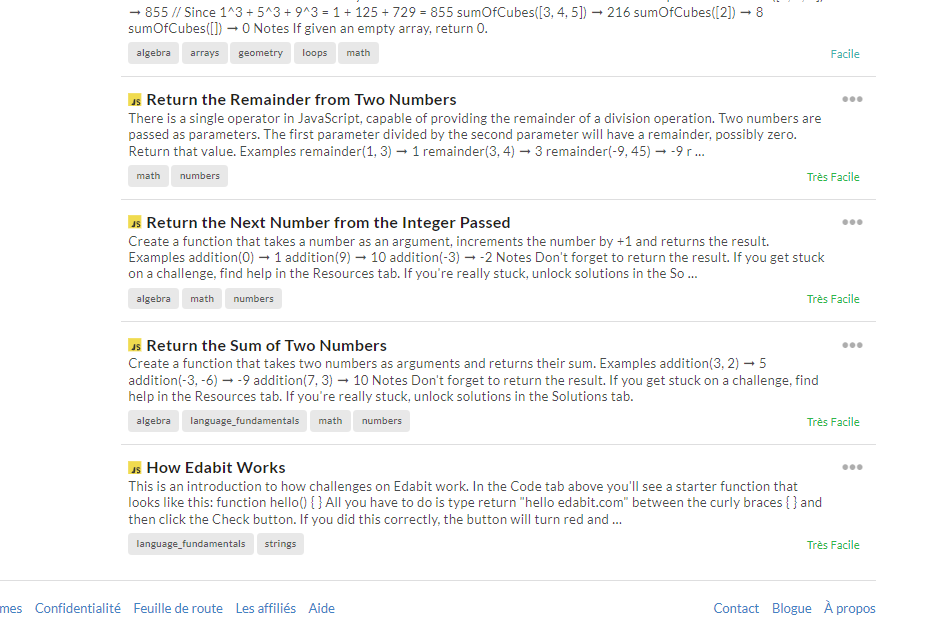 → 855 // Since 1^3 + 5^3 + 9^3 = 1 + 125 + 729 = 855 sumOfCubes([3, 4, 5]) → 216 sumOfCubes([2]) → 8
sumOfCubes([]) → 0 Notes If given an empty array, return 0.
algebra arrays geometry loops math
Facile
JS Return the Remainder from Two Numbers
There is a single operator in JavaScript, capable of providing the remainder of a division operation. Two numbers are
passed as parameters. The first parameter divided by the second parameter will have a remainder, possibly zero.
Return that value. Examples remainder(1, 3) → 1 remainder(3, 4) → 3 remainder(-9, 45) → -9 r ...
math numbers
Très Facile
JS Return the Next Number from the Integer Passed
Create a function that takes a number as an argument, increments the number by +1 and returns the result.
Examples addition(0) → 1 addition(9) → 10 addition(-3) → -2 Notes Don't forget to return the result. If you get stuck
on a challenge, find help in the Resources tab. If you're really stuck, unlock solutions in the So ...
algebra math numbers
Très Facile
JS Return the Sum of Two Numbers
Create a function that takes two numbers as arguments and returns their sum. Examples addition(3, 2) → 5
addition(-3, -6) → -9 addition(7, 3) → 10 Notes Don't forget to return the result. If you get stuck on a challenge, find
help in the Resources tab. If you're really stuck, unlock solutions in the Solutions tab.
algebra language_fundamentals math numbers
Très Facile
JS How Edabit Works
This is an introduction to how challenges on Edabit work. In the Code tab above you'll see a starter function that
looks like this: function hello() { } All you have to do is type return "hello edabit.com" between the curly braces { } and
then click the Check button. If you did this correctly, the button will turn red and ...
language_fundamentals strings
Très Facile
mes Confidentialité Feuille de route Les affiliés Aide
Contact Blogue À propos